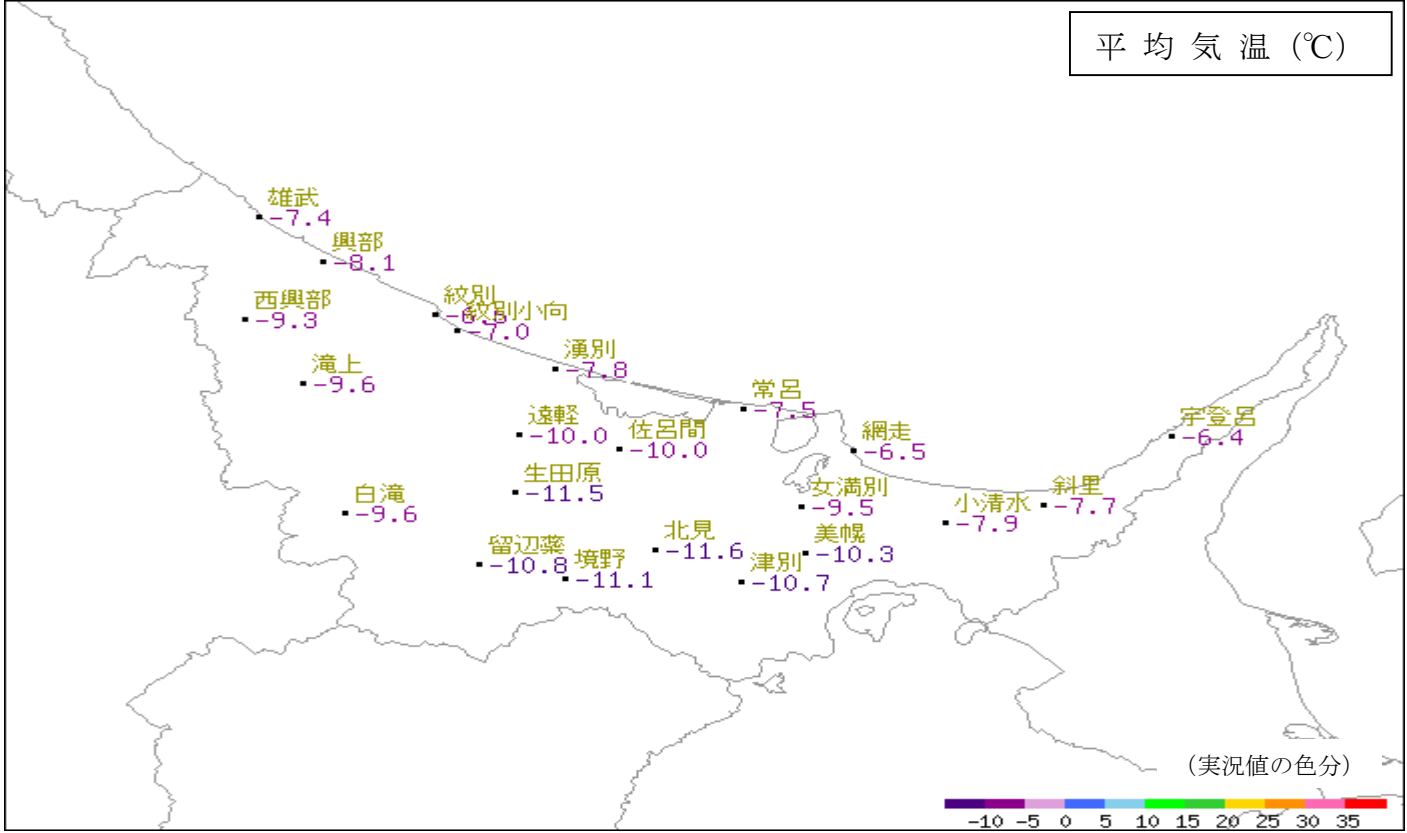 平 均 気 温 (℃)
雄武
-7.4
興部
-8.1
西興部
-9.3
紋別
紋別小向
-7.0
滝上
-9.6
湧別
-7.8
常呂
-7.5
遠軽
-10.0
佐呂間
-10.0
網走
-6.5
宇登呂
-6.4
生田原
-11.5
白滝
-9.6
女満別
-9.5
小清水
-7.9
斜里
-7.7
留辺蘂
-10.8
境野
-11.1
北見
-11.6
美幌
-10.3
津別
-10.7
(実況値の色分)
-10 -5 0 5 10 15 20 25 30 35